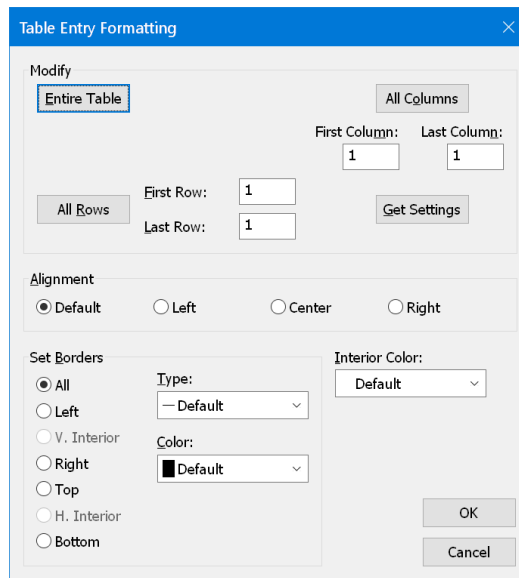 Table Entry Formatting
Modify
Entire Table
All Columns
First Column: Last Column:
1 1
All Rows
First Row: 1
Last Row: 1
Get Settings
Alignment
Default Left Center Right
Set Borders
All
Left
V. Interior
Right
Top
H. Interior
Bottom
Type:
Default
Color:
Default
Interior Color:
Default
OK
Cancel